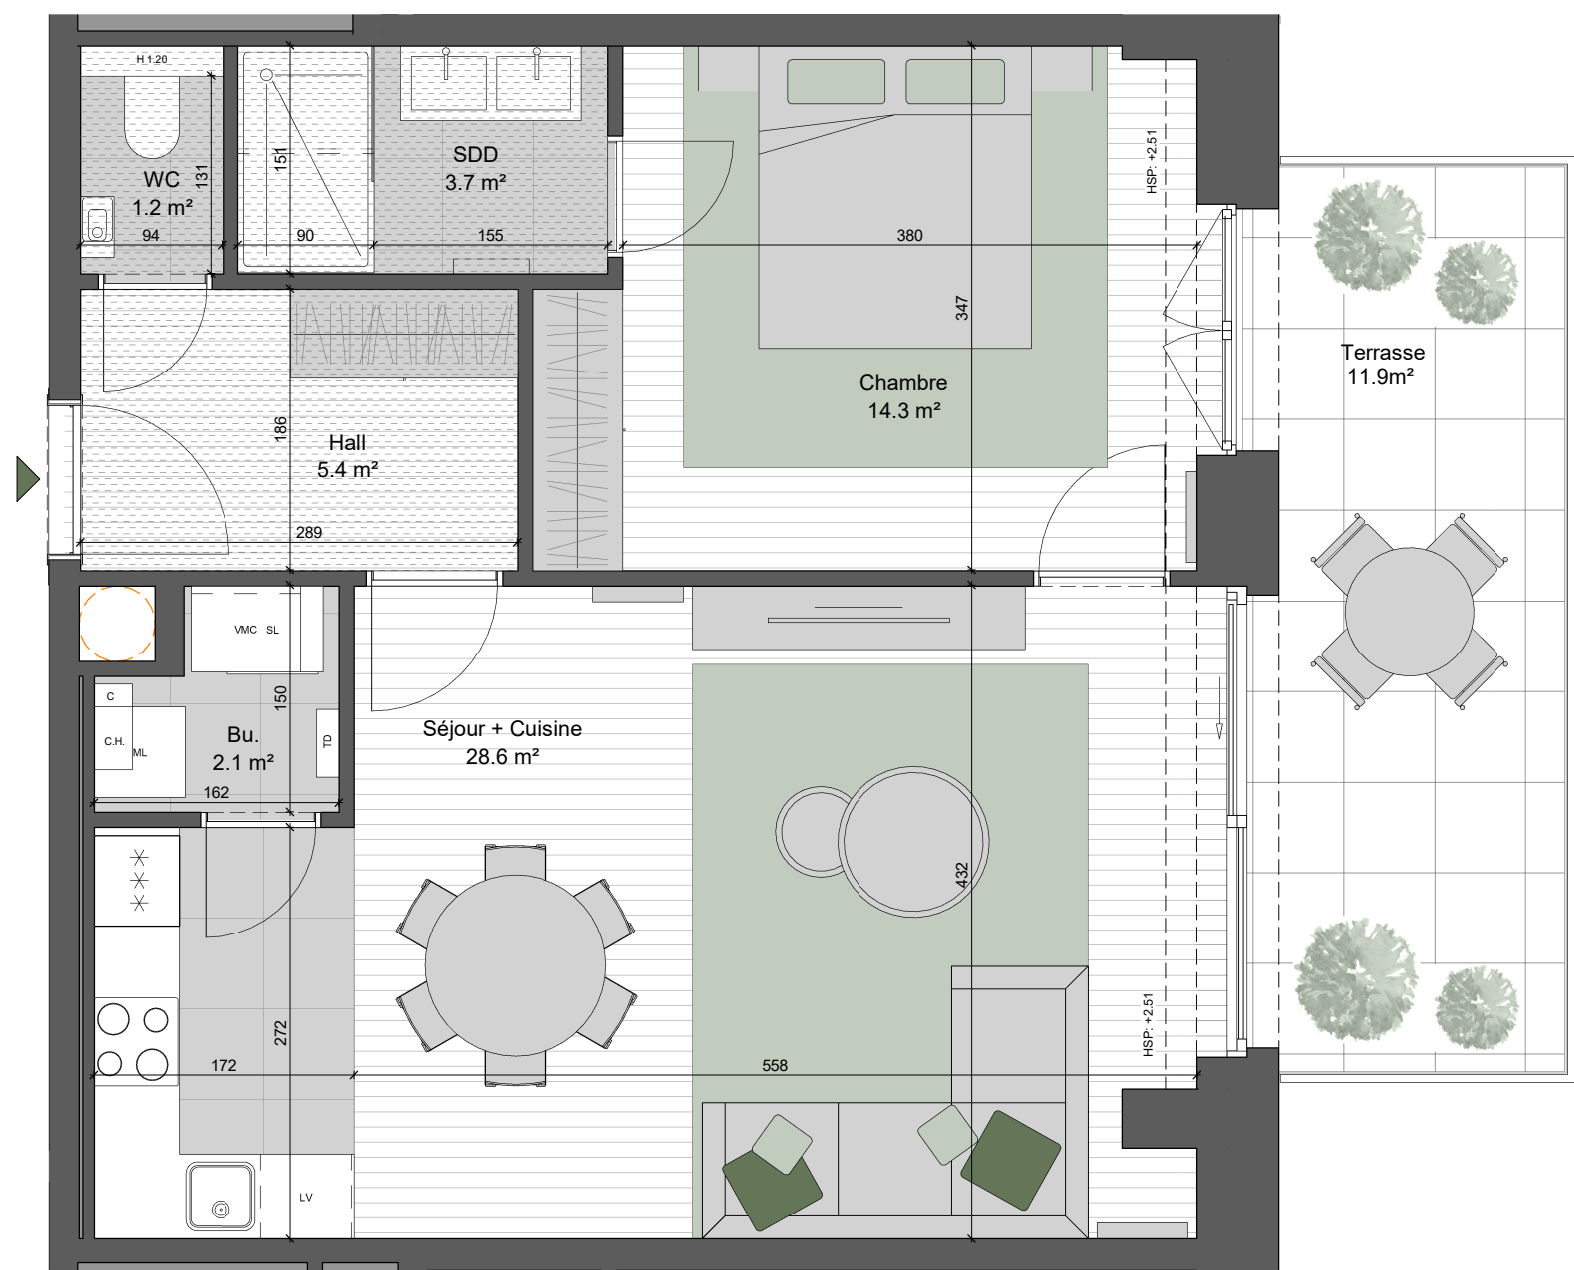 H 1.20
WC
1.2 m²
131
94
151
90
SDD
3.7 m²
155
380
HSP: +2.51
347
Chambre
14.3 m²
Terrasse
11.9m²
186
Hall
5.4 m²
289
VMC SL
150
C
C.H.
ML
Bu.
2.1 m²
TD
162
Séjour + Cuisine
28.6 m²
432
272
172
558
HSP: +2.51
LV